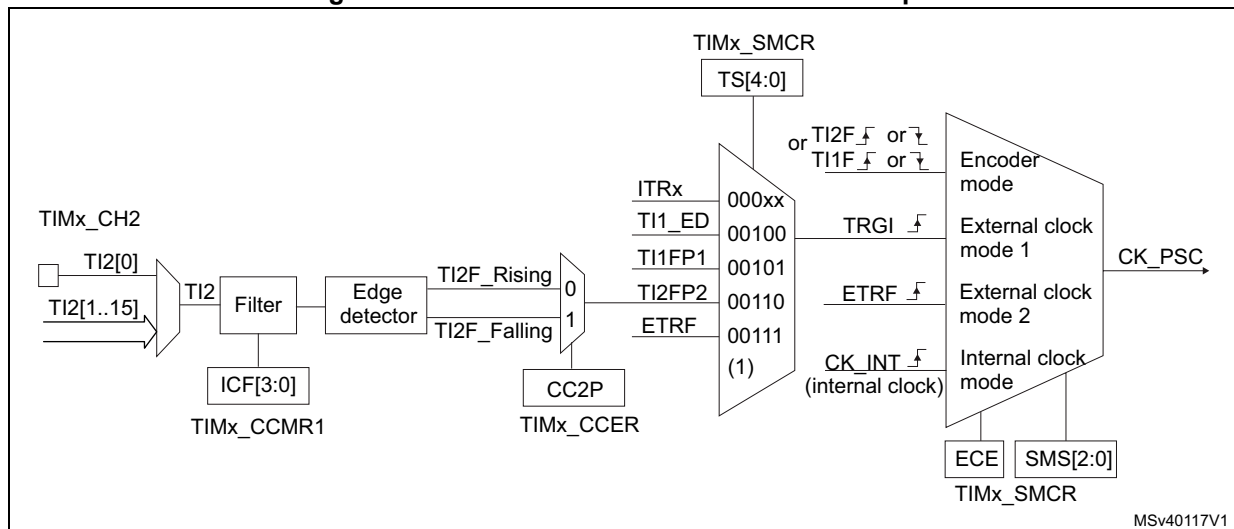 TIMx_SMCR
TS[4:0]
or TI2F or
TI1F or
Encoder
mode
ITRx
000xx
TIMx_CH2
TI1_ED
00100
TRGI
External clock
mode 1
TI2[0]
TI1FP1
00101
CK_PSC
TI2F_Rising
0
TI2
Filter
Edge
detector
TI2FP2
00110
ETRF
External clock
mode 2
TI2[1..15]
TI2F_Falling
1
ETRF
00111
(1)
CK_INT
(internal clock)
Internal clock
mode
ICF[3:0]
CC2P
TIMx_CCMR1
TIMx_CCER
ECE
SMS[2:0]
TIMx_SMCR
MSv40117V1